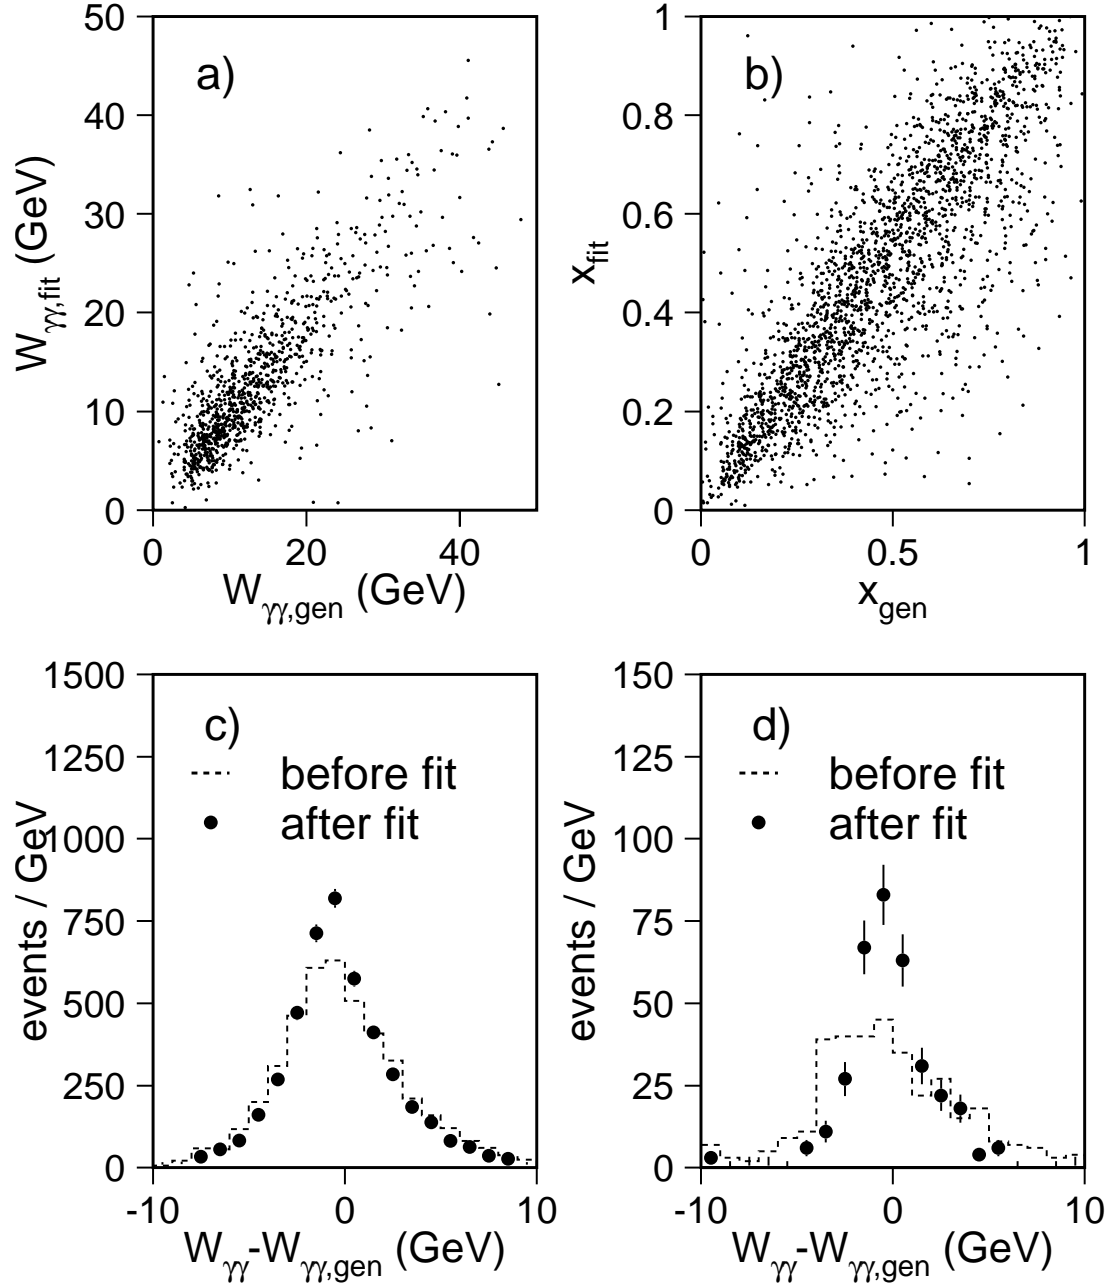 a)
50
40
30
20
10
0
W_γγ,fit (GeV)
0 20 40
W_γγ,gen (GeV)
b)
1
0.8
0.6
0.4
0.2
0
x_fit
0 0.5 1
x_gen
c)
before fit
after fit
1500
1250
1000
750
500
250
0
events / GeV
-10 0 10
W_γγ-W_γγ,gen (GeV)
d)
before fit
after fit
150
125
100
75
50
25
0
events / GeV
-10 0 10
W_γγ-W_γγ,gen (GeV)